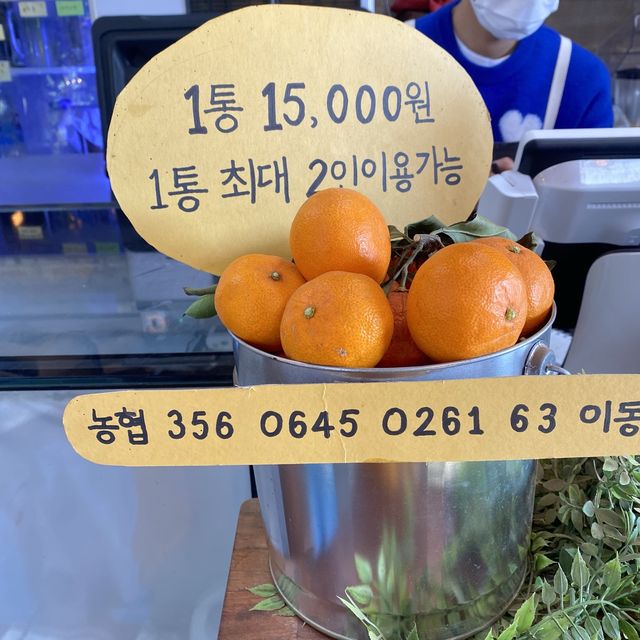 1통 15,000원
1통 최대 2인이용가능
농협 356 0645 0261 63 이동